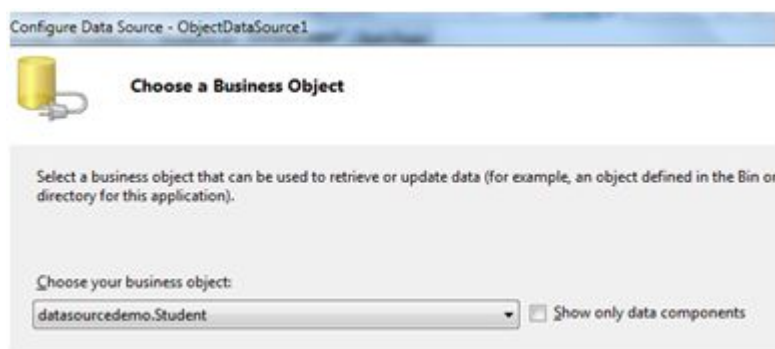 Configure Data Source - ObjectDataSource1
Choose a Business Object
Select a business object that can be used to retrieve or update data (for example, an object defined in the Bin or
directory for this application).
Choose your business object:
datasourcedemo.Student
Show only data components